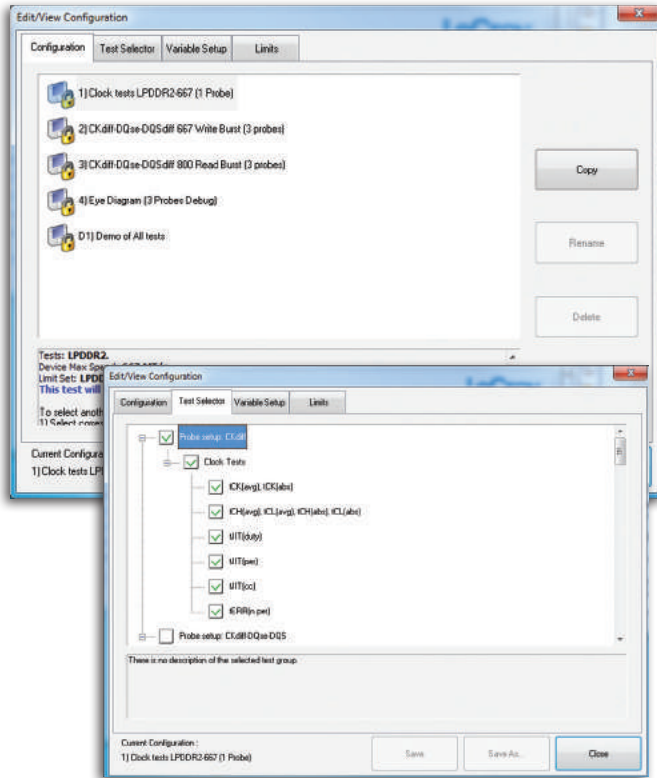 Edit/View Configuration
Configuration
Test Selector
Variable Setup
Limits
1) Clock tests LPDDR2-667 (1 Probe)
2) CKdiff-DQse-DQSdiff 667 Write Burst (3 probes)
3) CKdiff-DQse-DQSdiff 800 Read Burst (3 probes)
4) Eye Diagram (3 Probes Debug)
D1) Demo of All tests
Copy
Rename
Delete
Tests: LPDDR2.
Device Max
Limit Set:
This test will
To select
1) Select
Current
1) Clock tests
Edit/View Configuration
Configuration
Test Selector
Variable Setup
Limits
Probe setup: CKdiff
Clock Tests
tCK(avg), tCK(abs)
tCH(avg), tCL(avg), tCH(abs), tCL(abs)
tJIT(duty)
tJIT(per)
tJIT(cc)
tERR(n per)
Probe setup: CKdiff-DQse-DQS
There is no description of the selected test group
Current Configuration :
1) Clock tests LPDDR2-667 (1 Probe)
Save
Save As...
Close